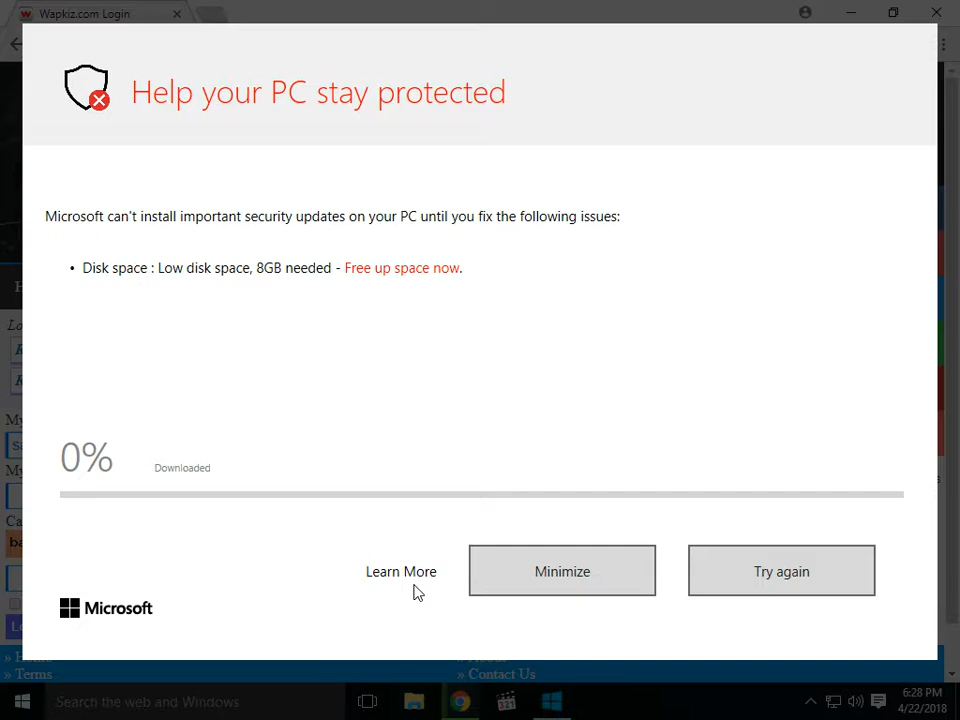 Wapkiz.com Login
Help your PC stay protected
Microsoft can't install important security updates on your PC until you fix the following issues:
• Disk space : Low disk space, 8GB needed - Free up space now.
0% Downloaded
Learn More
Minimize
Try again
Microsoft
» Terms
» Contact Us
Search the web and Windows
6:28 PM
4/22/2018